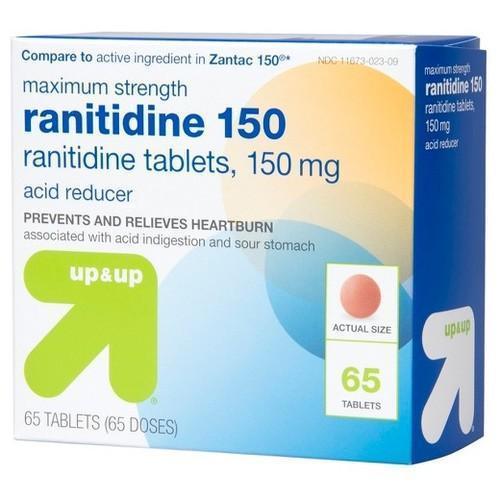 Compare to active ingredient in Zantac 150®*
NDC 11673-023-09
maximum strength
ranitidine 150
ranitidine tablets, 150 mg
acid reducer
PREVENTS AND RELIEVES HEARTBURN
associated with acid indigestion and sour stomach
up&up
ACTUAL SIZE
65
TABLETS
65 TABLETS (65 DOSES)
maximum strength
ranitidine 150
ranitidine tablets,
150 mg
acid reducer
up&up